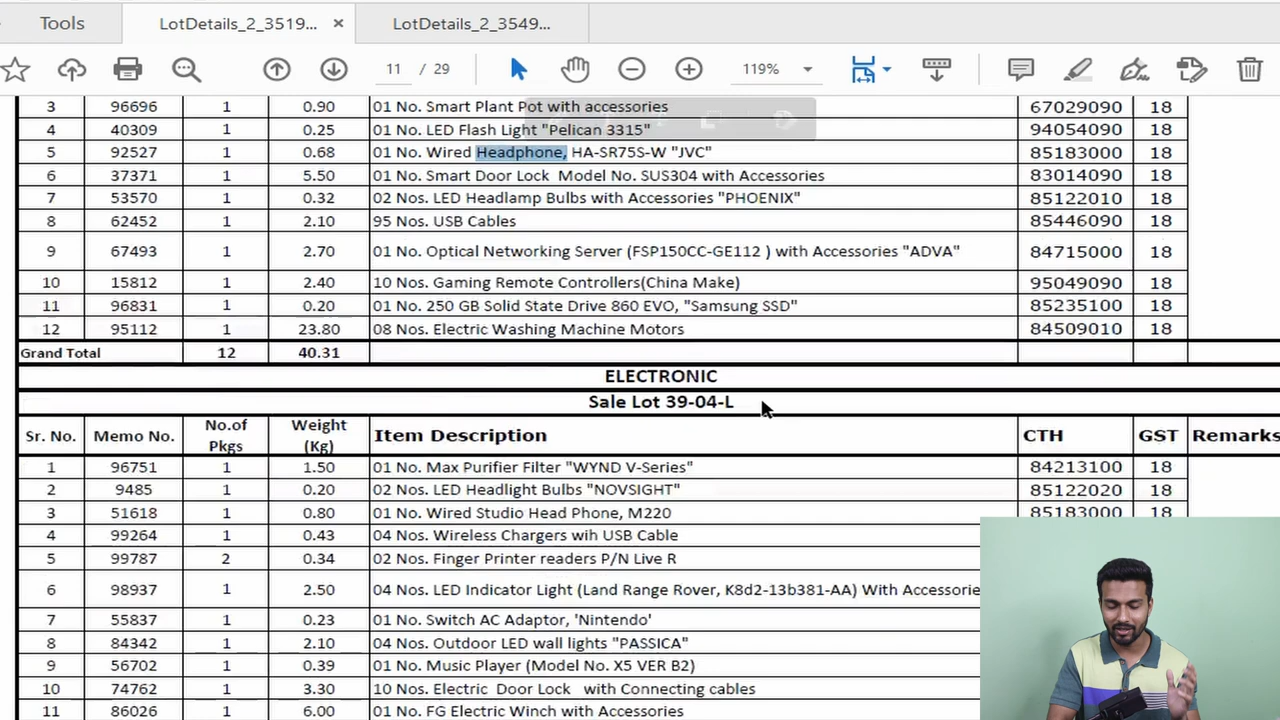 Tools LotDetails_2_3519... × LotDetails_2_3549...
11 / 29 119%
3 96696 1 0.90 01 No. Smart Plant Pot with accessories 67029090 18
4 40309 1 0.25 01 No. LED Flash Light "Pelican 3315" 94054090 18
5 92527 1 0.68 01 No. Wired Headphone, HA-SR75S-W "JVC" 85183000 18
6 37371 1 5.50 01 No. Smart Door Lock Model No. SUS304 with Accessories 83014090 18
7 53570 1 0.32 02 Nos. LED Headlamp Bulbs with Accessories "PHOENIX" 85122010 18
8 62452 1 2.10 95 Nos. USB Cables 85446090 18
9 67493 1 2.70 01 No. Optical Networking Server (FSP150CC-GE112 ) with Accessories "ADVA" 84715000 18
10 15812 1 2.40 10 Nos. Gaming Remote Controllers(China Make) 95049090 18
11 96831 1 0.20 01 No. 250 GB Solid State Drive 860 EVO, "Samsung SSD" 85235100 18
12 95112 1 23.80 08 Nos. Electric Washing Machine Motors 84509010 18
Grand Total 12 40.31
ELECTRONIC
Sale Lot 39-04-L
Sr. No. Memo No. No.of Pkgs Weight (Kg) Item Description CTH GST Remarks
1 96751 1 1.50 01 No. Max Purifier Filter "WYND V-Series" 84213100 18
2 9485 1 0.20 02 Nos. LED Headlight Bulbs "NOVSIGHT" 85122020 18
3 51618 1 0.80 01 No. Wired Studio Head Phone, M220 85183000 18
4 99264 1 0.43 04 Nos. Wireless Chargers wih USB Cable
5 99787 2 0.34 02 Nos. Finger Printer readers P/N Live R
6 98937 1 2.50 04 Nos. LED Indicator Light (Land Range Rover, K8d2-13b381-AA) With Accessorie
7 55837 1 0.23 01 No. Switch AC Adaptor, 'Nintendo'
8 84342 1 2.10 04 Nos. Outdoor LED wall lights "PASSICA"
9 56702 1 0.39 01 No. Music Player (Model No. X5 VER B2)
10 74762 1 3.30 10 Nos. Electric Door Lock with Connecting cables
11 86026 1 6.00 01 No. FG Electric Winch with Accessories